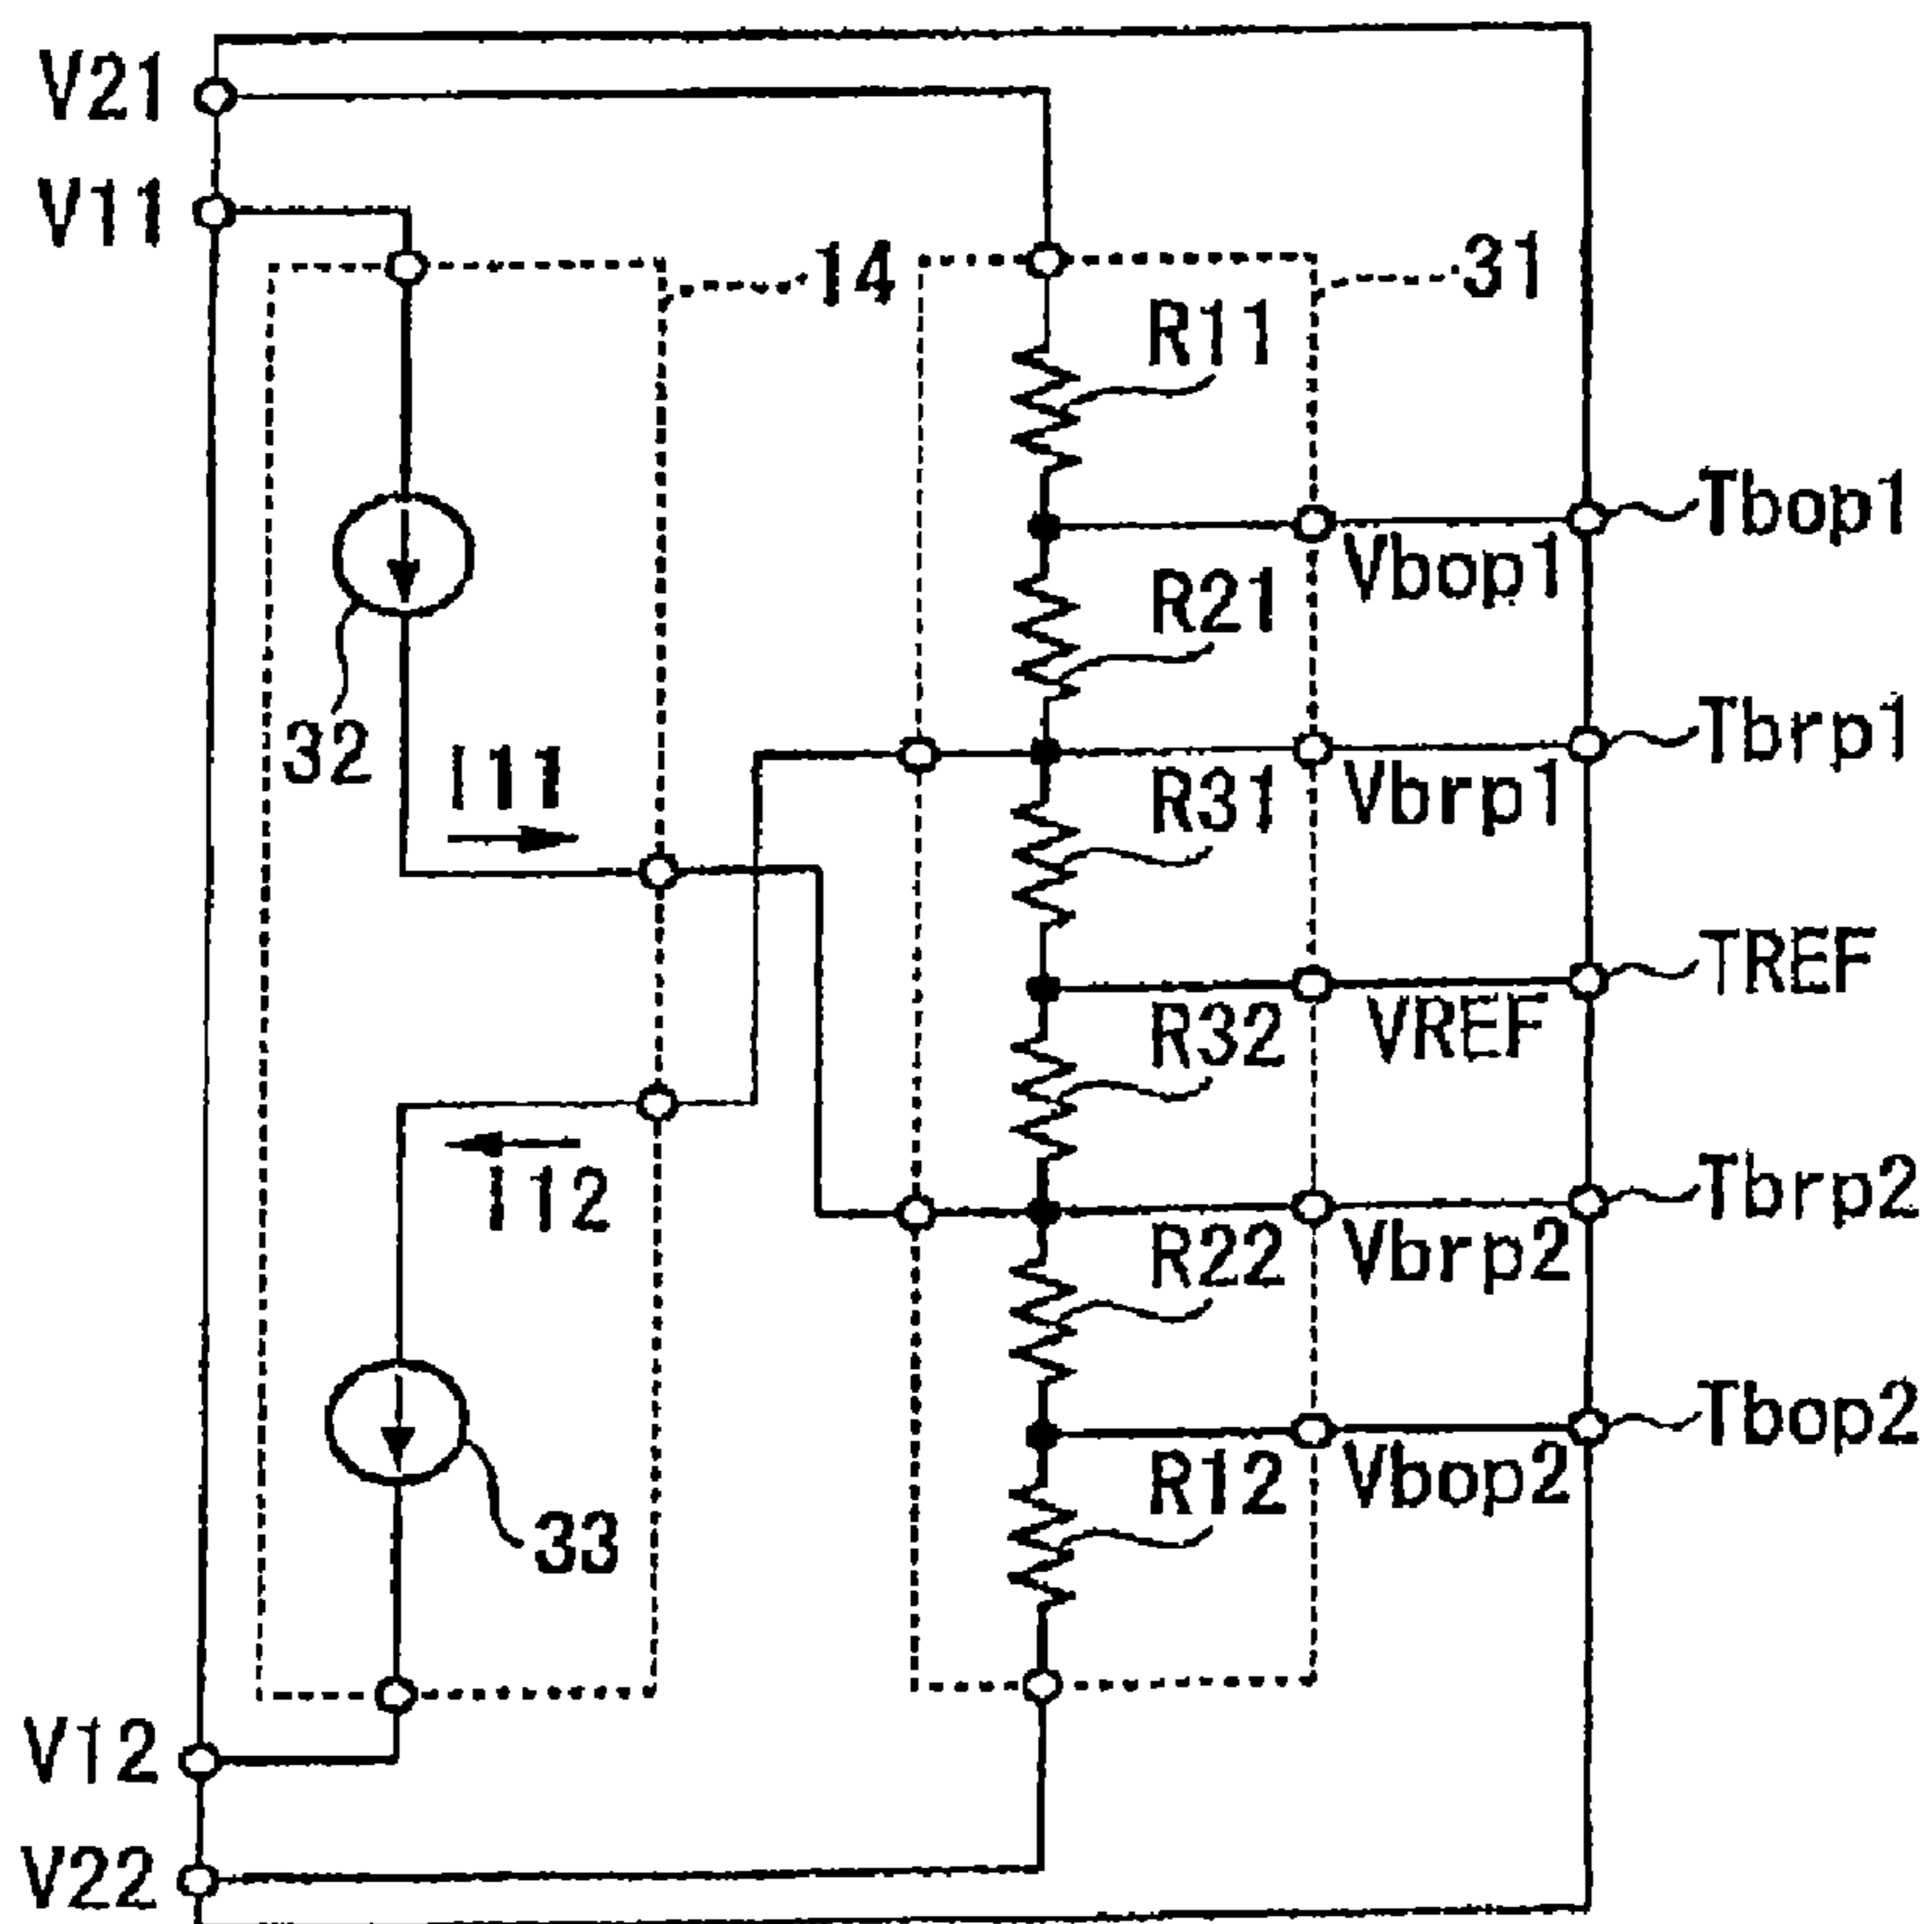 V21
V11
14
31
R11
Tbop1
Vbop1
R21
32
I11
Tbrp1
Vbrp1
R31
TREF
VREF
R32
I12
Tbrp2
Vbrp2
R22
Tbop2
Vbop2
R12
33
V12
V22